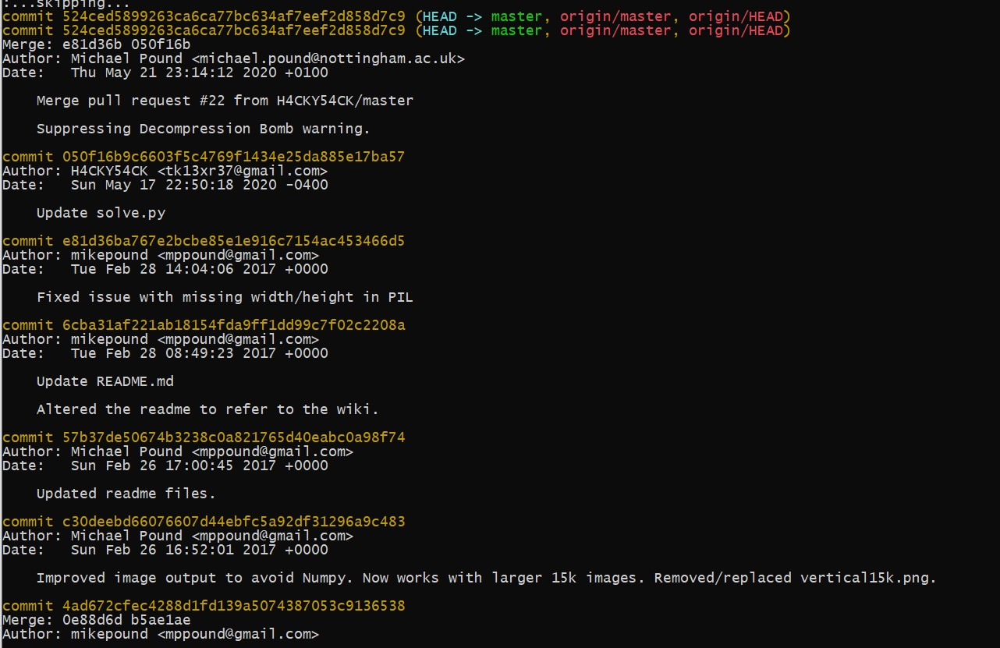 :...skipping...
commit 524ced5899263ca6ca77bc634af7eef2d858d7c9 (HEAD -> master, origin/master, origin/HEAD)
commit 524ced5899263ca6ca77bc634af7eef2d858d7c9 (HEAD -> master, origin/master, origin/HEAD)
Merge: e81d36b 050f16b
Author: Michael Pound <michael.pound@nottingham.ac.uk>
Date:   Thu May 21 23:14:12 2020 +0100
    Merge pull request #22 from H4CKY54CK/master
    Suppressing Decompression Bomb warning.
commit 050f16b9c6603f5c4769f1434e25da885e17ba57
Author: H4CKY54CK <tk13xr37@gmail.com>
Date:   Sun May 17 22:50:18 2020 -0400
    Update solve.py
commit e81d36ba767e2bcbe85e1e916c7154ac453466d5
Author: mikepound <mppound@gmail.com>
Date:   Tue Feb 28 14:04:06 2017 +0000
    Fixed issue with missing width/height in PIL
commit 6cba31af221ab18154fda9ff1dd99c7f02c2208a
Author: mikepound <mppound@gmail.com>
Date:   Tue Feb 28 08:49:23 2017 +0000
    Update README.md
    Altered the readme to refer to the wiki.
commit 57b37de50674b3238c0a821765d40eabc0a98f74
Author: Michael Pound <mppound@gmail.com>
Date:   Sun Feb 26 17:00:45 2017 +0000
    Updated readme files.
commit c30deebd66076607d44ebfc5a92df31296a9c483
Author: Michael Pound <mppound@gmail.com>
Date:   Sun Feb 26 16:52:01 2017 +0000
    Improved image output to avoid Numpy. Now works with larger 15k images. Removed/replaced vertical15k.png.
commit 4ad672cfec4288d1fd139a5074387053c9136538
Merge: 0e88d6d b5ae1ae
Author: mikepound <mppound@gmail.com>